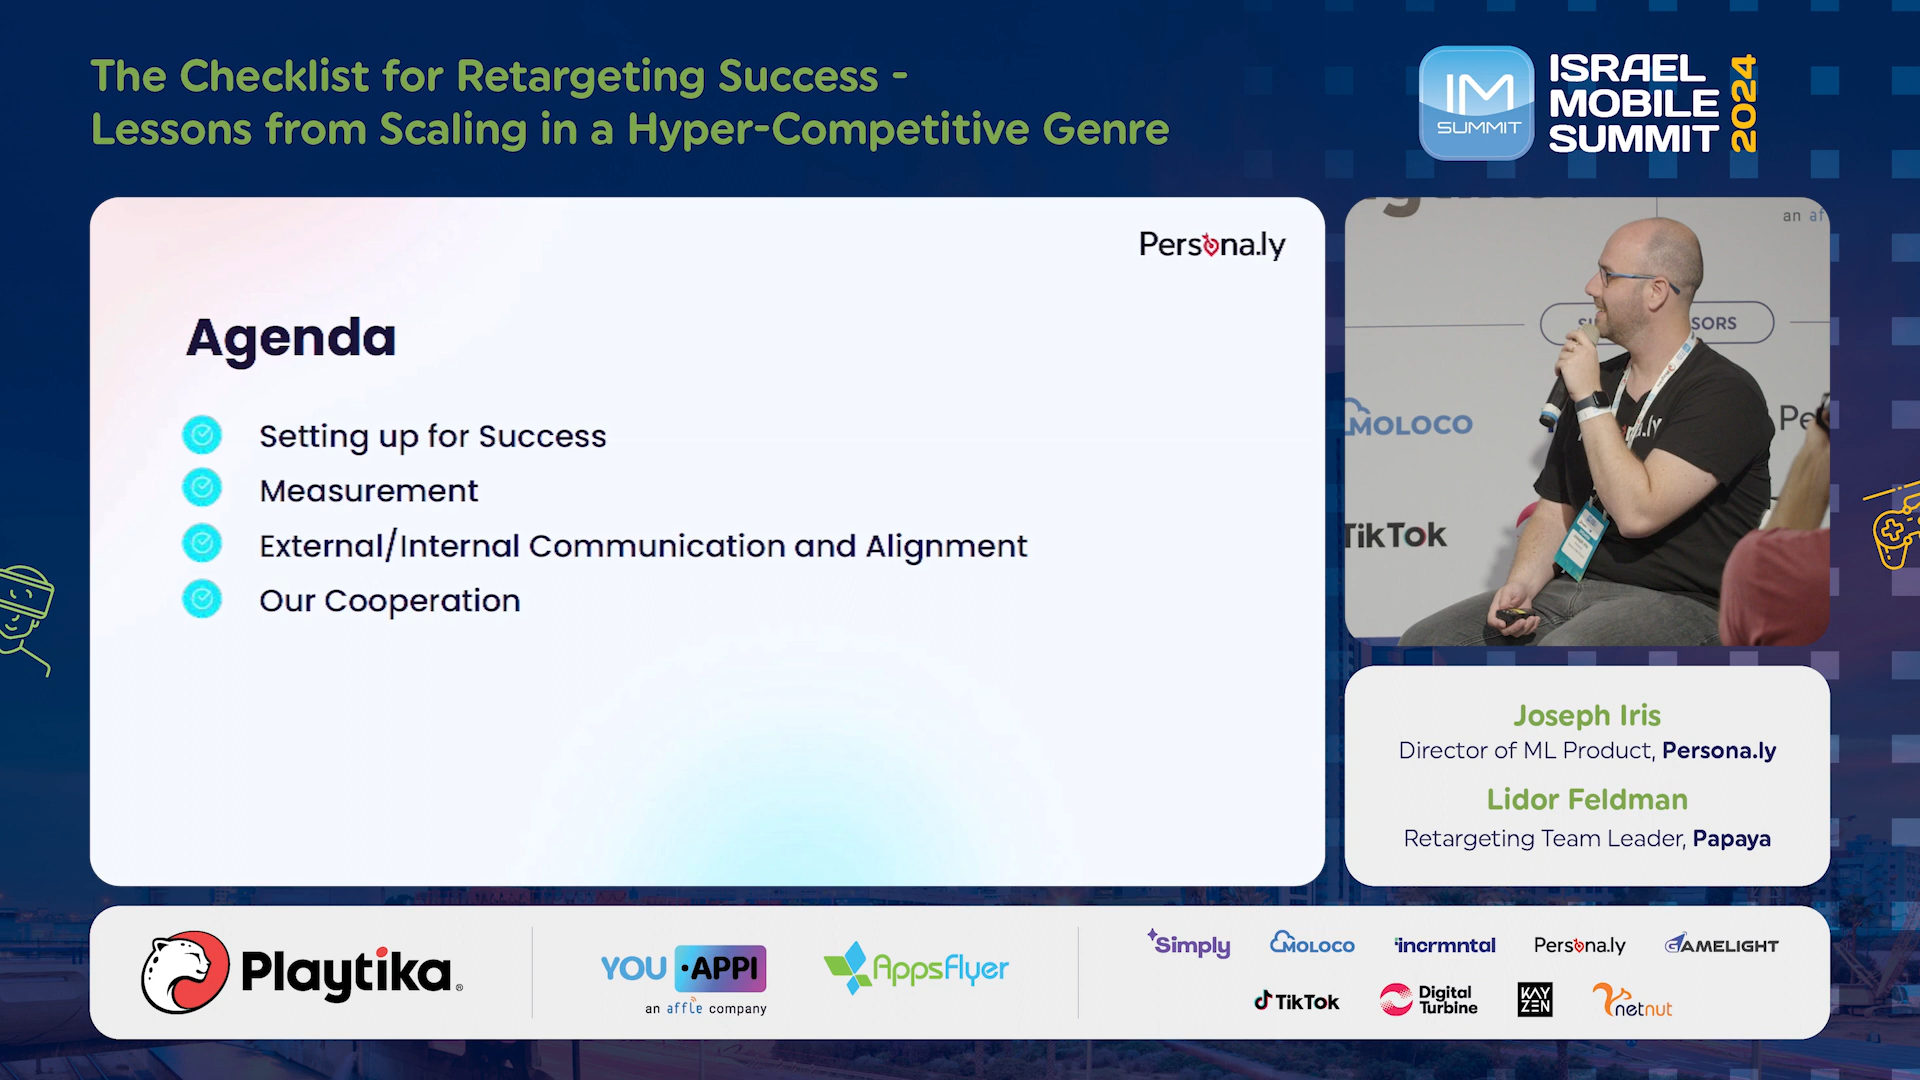 The Checklist for Retargeting Success -
Lessons from Scaling in a Hyper-Competitive Genre
IM
SUMMIT
ISRAEL
MOBILE
SUMMIT
2024
Persona.ly
Agenda
Setting up for Success
Measurement
External/Internal Communication and Alignment
Our Cooperation
an af
SORS
MOLOCO
Pe
TikTok
Joseph Iris
Director of ML Product, Persona.ly
Lidor Feldman
Retargeting Team Leader, Papaya
Playtika®
YOU•APPI
an affle company
AppsFlyer
Simply
MOLOCO
incrmntal
Persona.ly
GAMELIGHT
TikTok
Digital
Turbine
KAY
ZEN
netnut